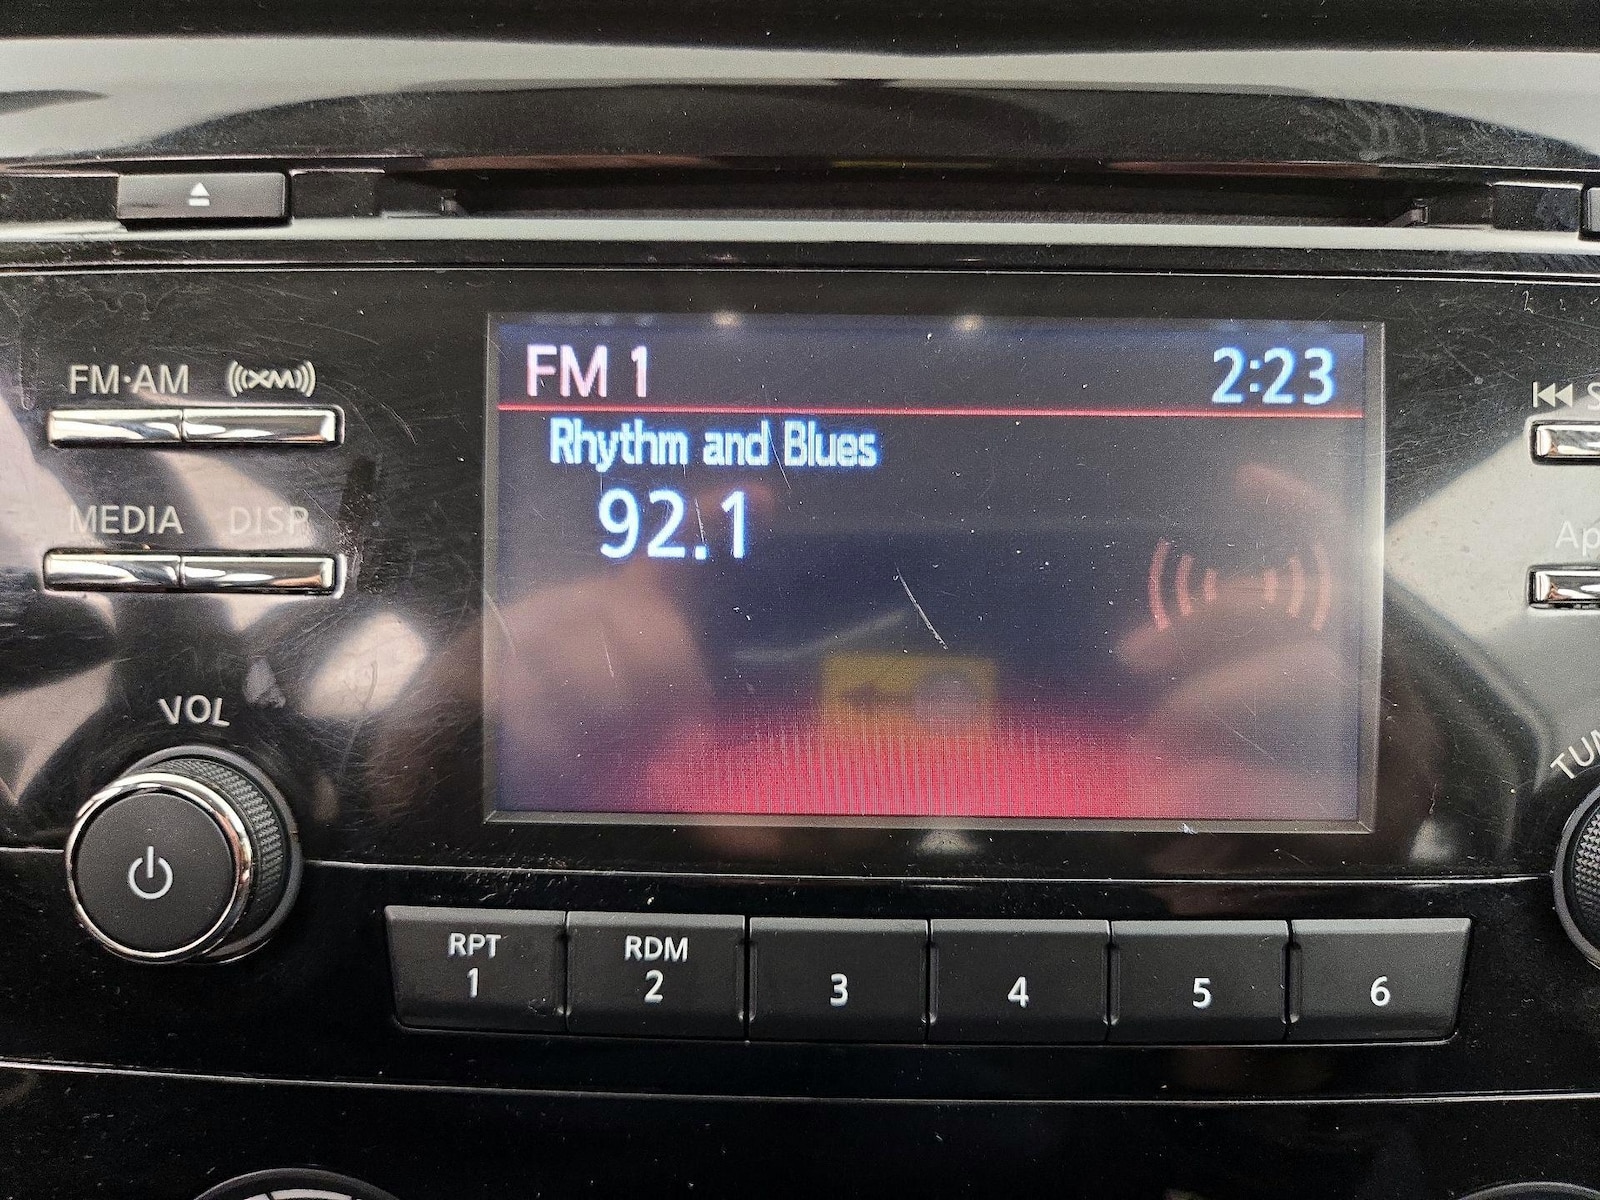 FM·AM
XM
MEDIA
DISP
VOL
FM 1
2:23
Rhythm and Blues
92.1
RPT
1
RDM
2
3
4
5
6